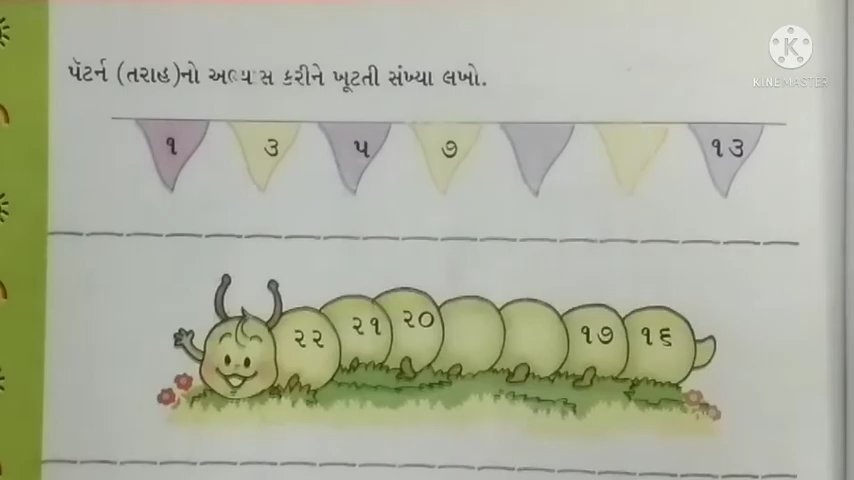 પૅટર્ન (તરાહ)નો અભ્યાસ કરીને ખૂટતી સંખ્યા લખો.
K
KINEMASTER
૧ ૩ ૫ ૭ ૧૩
૨૨ ૨૧ ૨૦ ૧૭ ૧૬